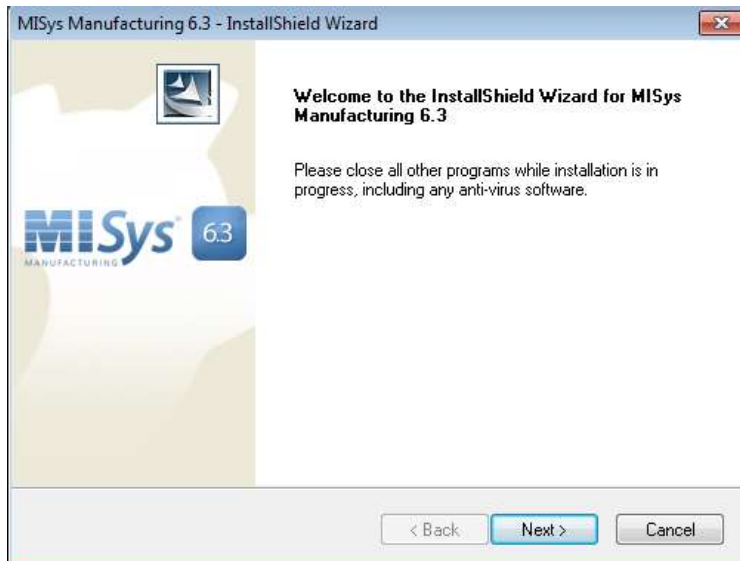 MISys Manufacturing 6.3 - InstallShield Wizard
Welcome to the InstallShield Wizard for MISys
Manufacturing 6.3
Please close all other programs while installation is in
progress, including any anti-virus software.
MISys 6.3
MANUFACTURING
< Back Next > Cancel